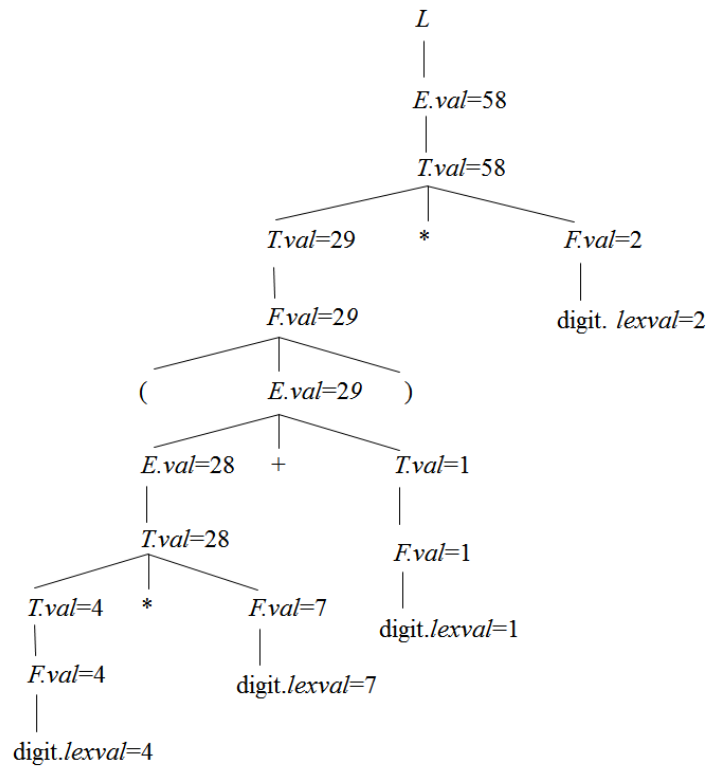 L
E.val=58
T.val=58
T.val=29 * F.val=2
digit. lexval=2
F.val=29
( E.val=29 )
E.val=28 + T.val=1
T.val=28
F.val=1
T.val=4 * F.val=7
digit.lexval=1
F.val=4
digit.lexval=7
digit.lexval=4